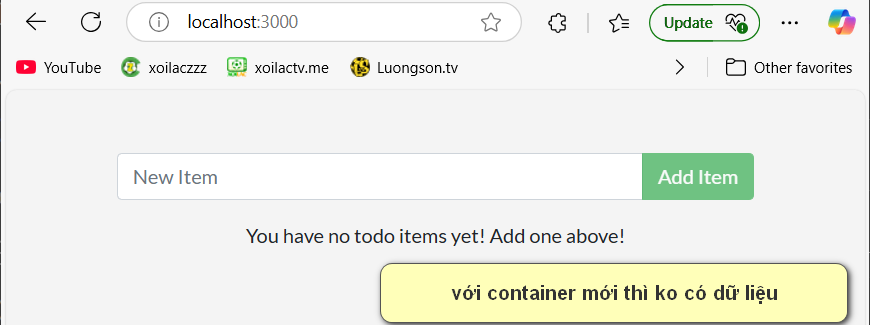 localhost:3000
Update
YouTube xoilaczzz xoilactv.me Luongson.tv Other favorites
New Item Add Item
You have no todo items yet! Add one above!
với container mới thì ko có dữ liệu